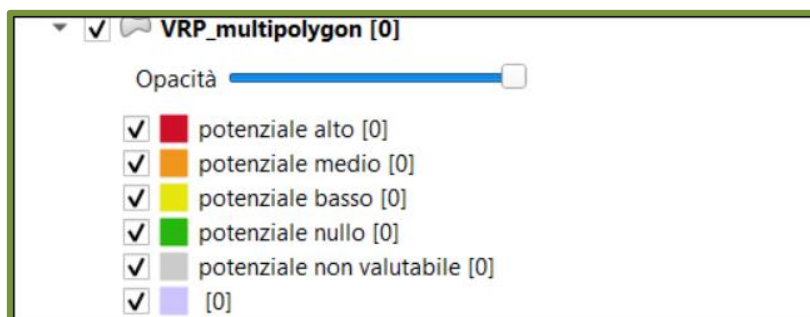 VRP_multipolygon [0]
Opacità
potenziale alto [0]
potenziale medio [0]
potenziale basso [0]
potenziale nullo [0]
potenziale non valutabile [0]
[0]